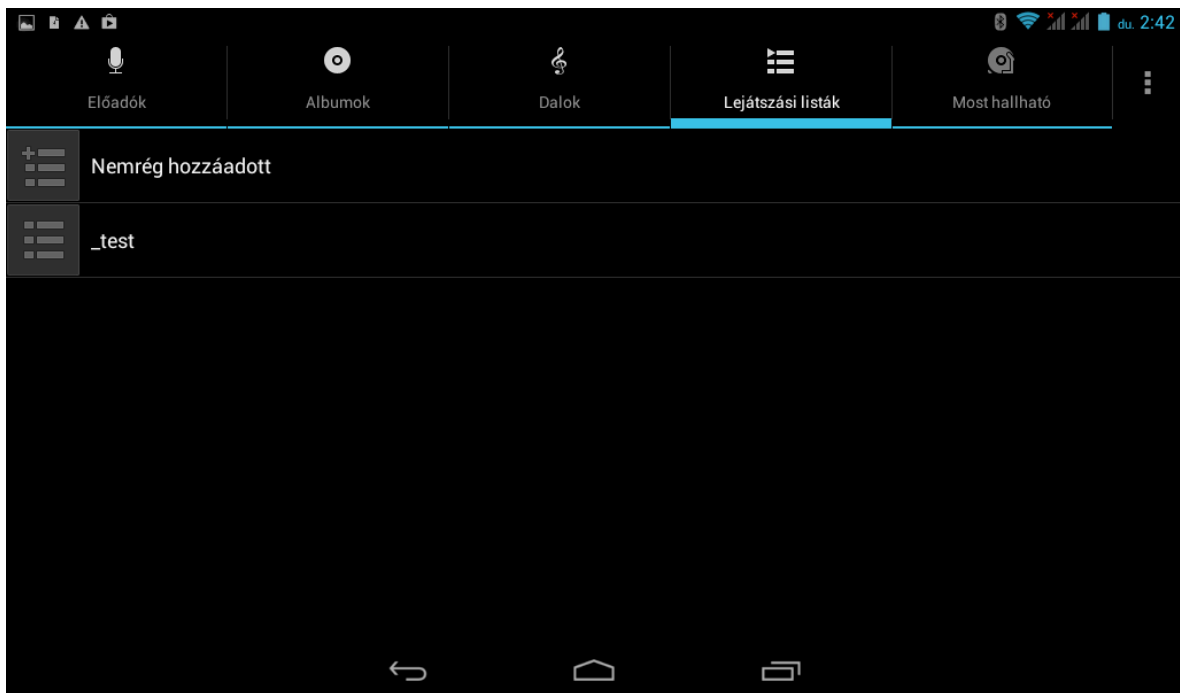 du. 2:42
Előadók Albumok Dalok Lejátszási listák Most hallható
Nemrég hozzáadott
_test